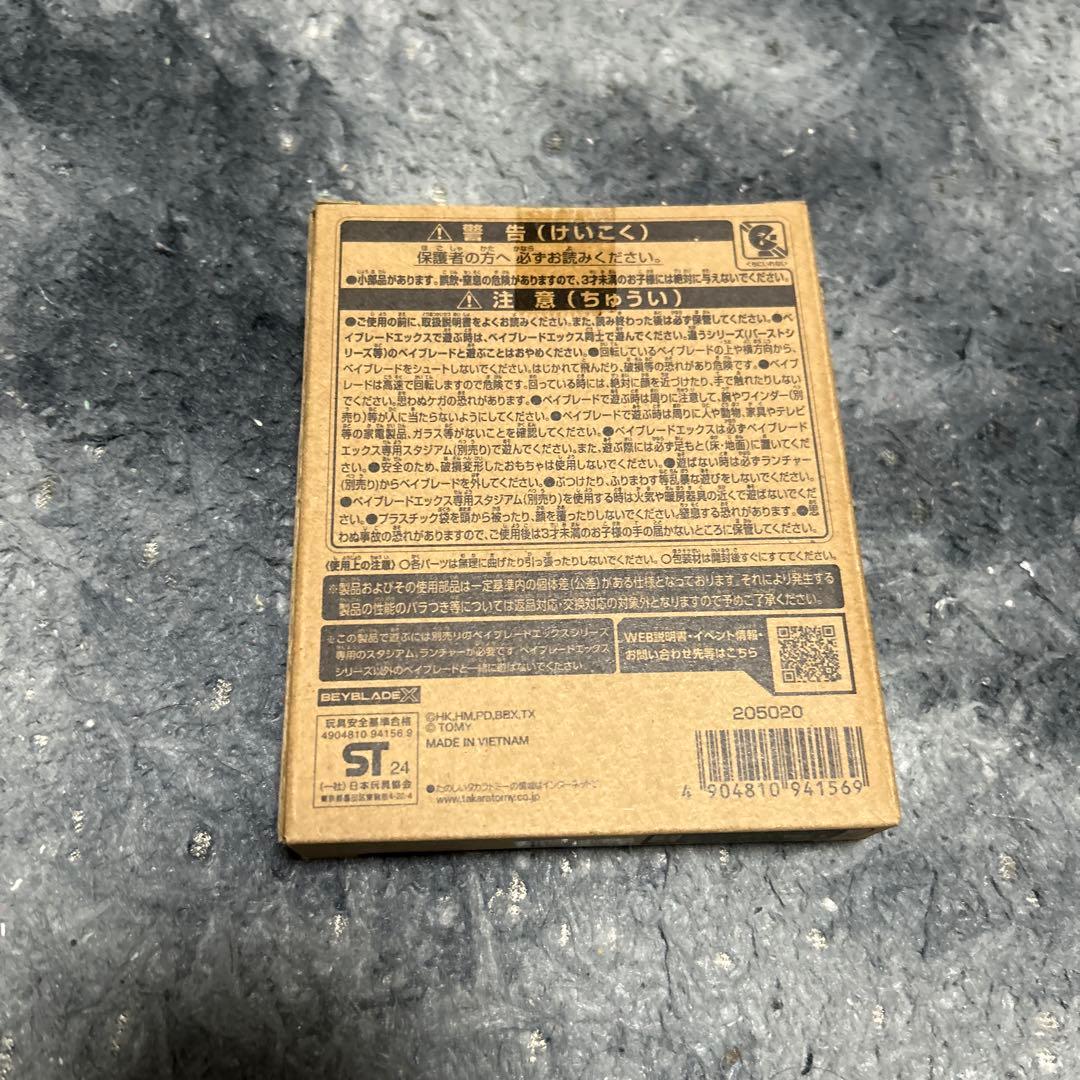 ⚠警 告(けいこく)
保護者の方へ 必ずお読みください。
●小部品があります。誤飲・窒息の危険がありますので、3才未満のお子様には絶対に与えないでください。
くちにいれない
⚠注 意(ちゅうい)
●ご使用の前に、取扱説明書をよくお読みください。また、読み終わった後は必ず保管してください。●ベ
イブレードエックスで遊ぶ時は、ベイブレードエックス同士で遊んでください。違うシリーズ(バーストシ
リーズ等)のベイブレードと遊ぶことはおやめください。●回転しているベイブレードの上や横方向から、
ベイブレードをシュートしないでください。はじかれて飛んだり、破損等の恐れがあり危険です。●ベイブ
レードは高速で回転しますので危険です。回っている時には、絶対に顔を近づけたり、手で触れたりしない
でください。思わぬケガの恐れがあります。●ベイブレードで遊ぶ時は周りに注意して、腕やワインダー(別
売り)等が人に当たらないようにしてください。●ベイブレードで遊ぶ時は周りに人や動物、家具やテレビ
等の家電製品、ガラス等がないことを確認してください。●ベイブレードエックスは必ずベイブレード
エックス専用スタジアム(別売り)で遊んでください。また、遊ぶ際には必ず足もと(床・地面)に置いてくだ
さい。●安全のため、破損変形したおもちゃは使用しないでください。●遊ばない時は必ずランチャー
(別売り)からベイブレードを外してください。●ぶつけたり、ふりまわす等乱暴な遊びをしないでください。
●ベイブレードエックス専用スタジアム(別売り)を使用する時は火気や暖房器具の近くで遊ばないでくだ
さい。●プラスチック袋を頭から被ったり、顔を覆ったりしないでください。窒息する恐れがあります。●思
わぬ事故の恐れがありますので、ご使用後は3才未満のお子様の手の届かないところに保管してください。
〈使用上の注意〉○各パーツは無理に曲げたり引っ張ったりしないでください。○包装材は開封後すぐにすててください。
※製品およびその使用部品は一定基準内の個体差(公差)がある仕様となっております。それにより発生する
製品の性能のバラつき等については返品対応・交換対応の対象外となりますので予めご了承ください。
※この製品で遊ぶには別売りのベイブレードエックスシリーズ
専用のスタジアム、ランチャーが必要です ベイブレードエックス
シリーズ以外のベイブレードと一緒に遊ばないでください
WEB説明書・イベント情報・
お問い合わせ先等はこちら
BEYBLADE X
玩具安全基準合格
4904810 94156 9
ST 24
(一社)日本玩具協会
東京都墨田区東駒形4-22-4
©HK,HM,PD,BBX,TX
© TOMY
MADE IN VIETNAM
●たのしいタカラトミーの情報はインターネットで
www.takaratomy.co.jp
205020
4 904810 941569